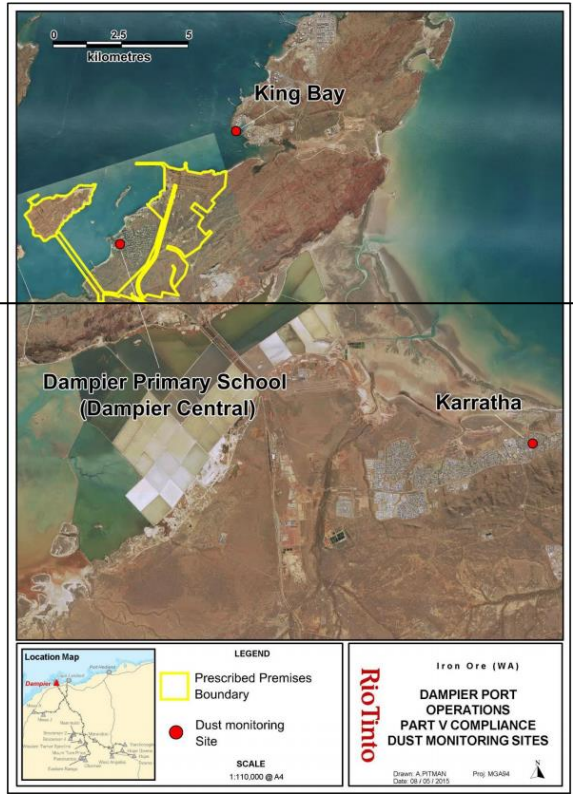 0 2.5 5
kilometres
King Bay
Dampier Primary School
(Dampier Central)
Karratha
Location Map
Dampier
LEGEND
Prescribed Premises
Boundary
Dust monitoring
Site
SCALE
1:110,000 @ A4
RioTinto
Iron Ore (WA)
DAMPIER PORT
OPERATIONS
PART V COMPLIANCE
DUST MONITORING SITES
Drawn: A.PITMAN Proj: MGA94
Date: 08 / 05 / 2015
N